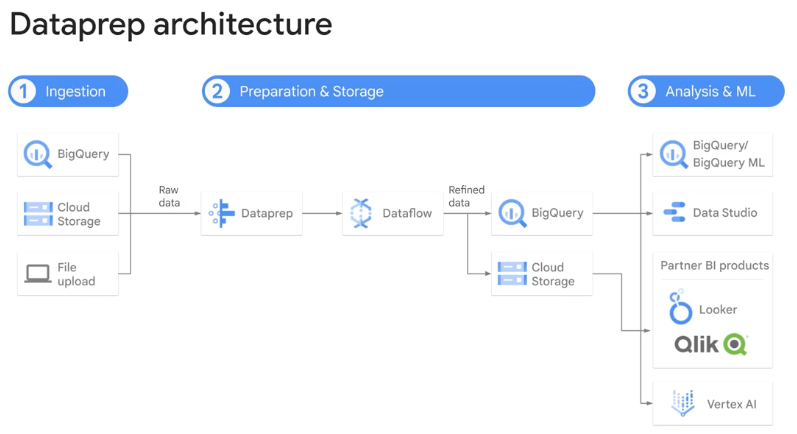 Dataprep architecture
1 Ingestion
2 Preparation & Storage
3 Analysis & ML
BigQuery
Cloud
Storage
File
upload
Raw
data
Dataprep
Dataflow
Refined
data
BigQuery
Cloud
Storage
BigQuery/
BigQuery ML
Data Studio
Partner BI products
Looker
Qlik
Vertex AI